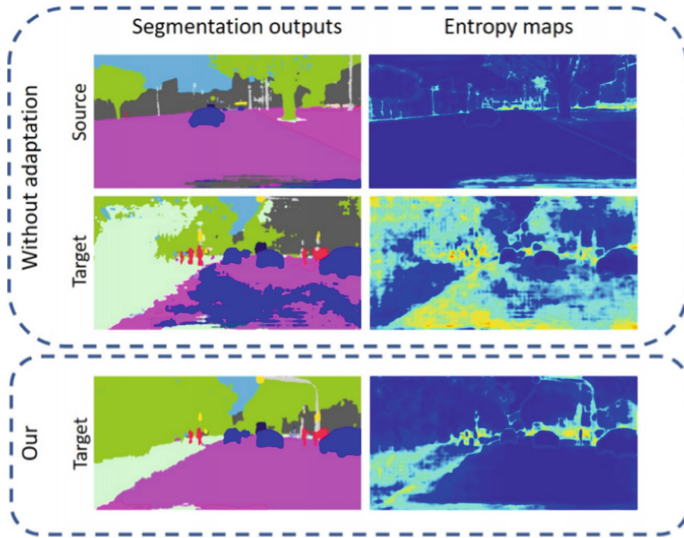 Segmentation outputs
Entropy maps
Without adaptation
Source
Target
Our
Target